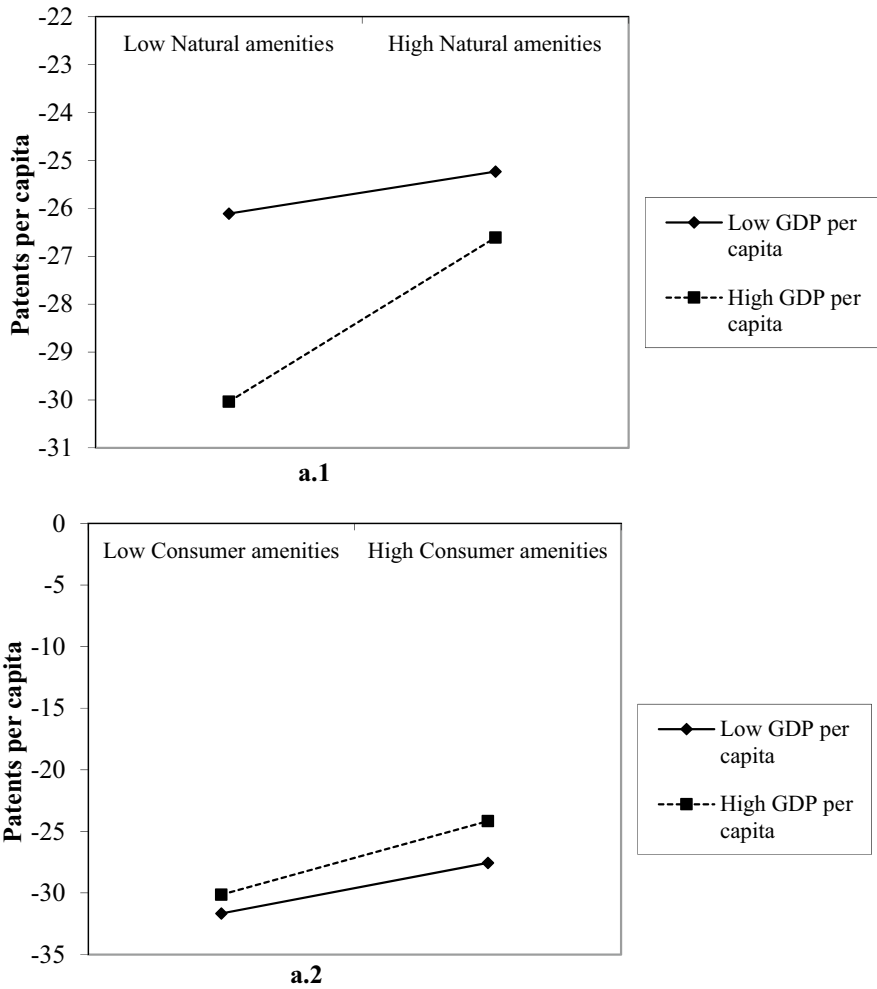 -22
Low Natural amenities
High Natural amenities
-23
-24
-25
-26
-27
-28
-29
-30
-31
Patents per capita
Low GDP per
capita
High GDP per
capita
a.1
0
Low Consumer amenities
High Consumer amenities
-5
-10
-15
-20
-25
-30
-35
Patents per capita
Low GDP per
capita
High GDP per
capita
a.2